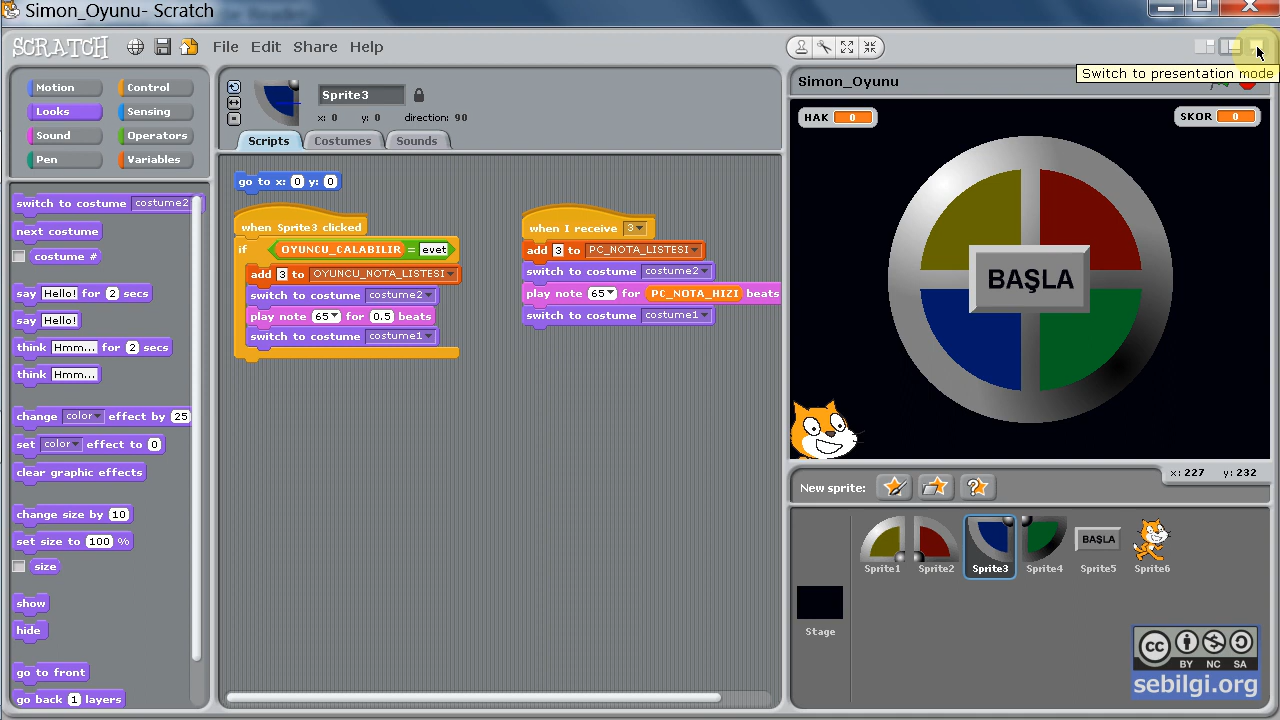 Simon_Oyunu- Scratch
SCRATCH File Edit Share Help
Switch to presentation mode
Motion Control
Looks Sensing
Sound Operators
Pen Variables
switch to costume costume2
next costume
costume #
say Hello! for 2 secs
say Hello!
think Hmm... for 2 secs
think Hmm...
change color effect by 25
set color effect to 0
clear graphic effects
change size by 10
set size to 100 %
size
show
hide
go to front
go back 1 layers
Sprite3
x: 0 y: 0 direction: 90
Scripts Costumes Sounds
go to x: 0 y: 0
when Sprite3 clicked
if OYUNCU_CALABILIR = evet
add 3 to OYUNCU_NOTA_LISTESI
switch to costume costume2
play note 65 for 0.5 beats
switch to costume costume1
when I receive 3
add 3 to PC_NOTA_LISTESI
switch to costume costume2
play note 65 for PC_NOTA_HIZI beats
switch to costume costume1
Simon_Oyunu
HAK 0
SKOR 0
BAŞLA
x: 227 y: 232
New sprite:
BAŞLA
Sprite1 Sprite2 Sprite3 Sprite4 Sprite5 Sprite6
Stage
cc
BY NC SA
sebilgi.org